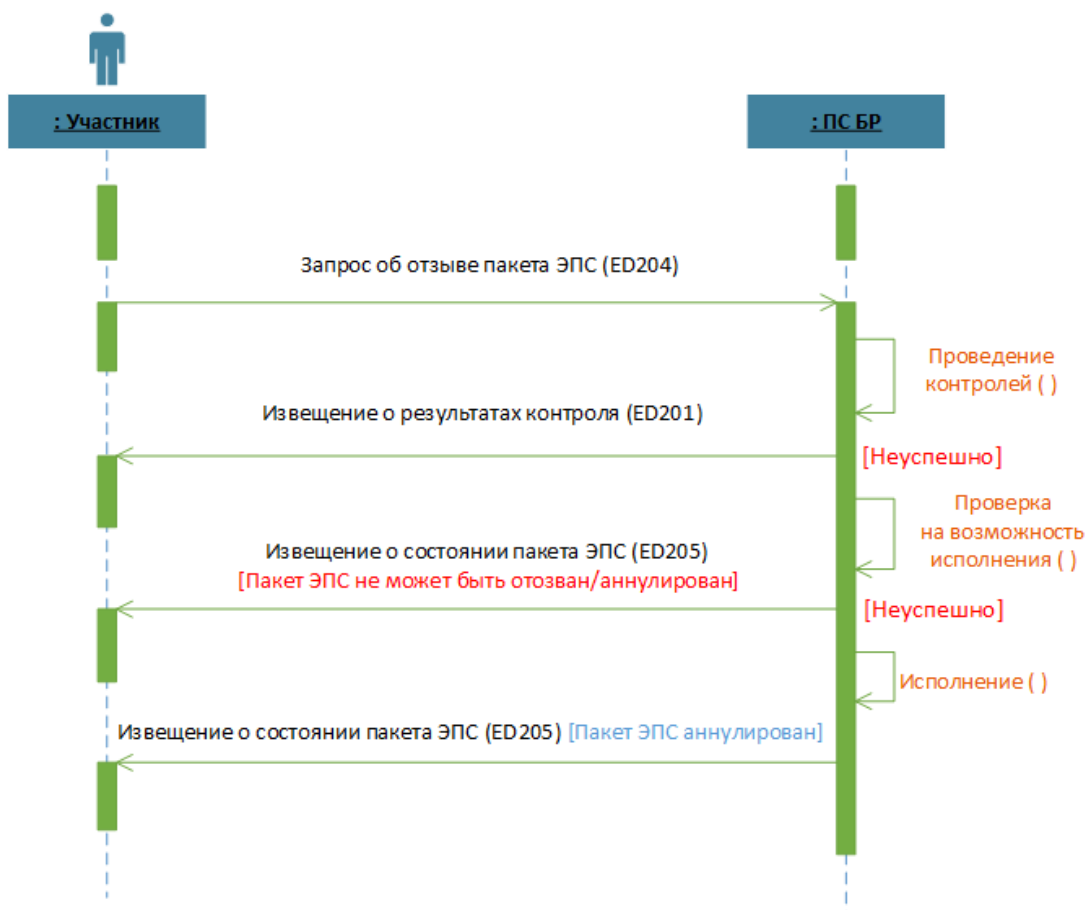 : Участник
: ПС БР
Запрос об отзыве пакета ЭПС (ED204)
Проведение
контролей ( )
Извещение о результатах контроля (ED201)
[Неуспешно]
Проверка
на возможность
исполнения ( )
Извещение о состоянии пакета ЭПС (ED205)
[Пакет ЭПС не может быть отозван/аннулирован]
[Неуспешно]
Исполнение ( )
Извещение о состоянии пакета ЭПС (ED205) [Пакет ЭПС аннулирован]